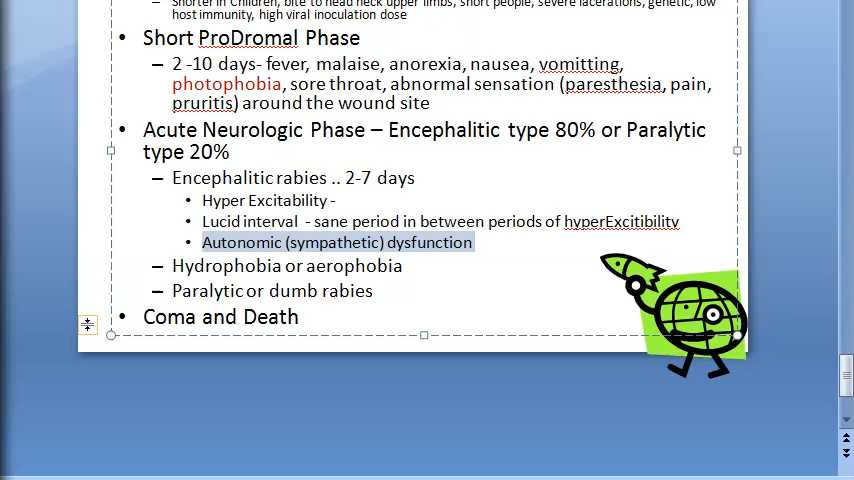 Shorter in Children, bite to head neck upper limbs, short people, severe lacerations, genetic, low
host immunity, high viral inoculation dose
• Short ProDromal Phase
– 2 -10 days- fever, malaise, anorexia, nausea, vomitting,
photophobia, sore throat, abnormal sensation (paresthesia, pain,
pruritis) around the wound site
• Acute Neurologic Phase – Encephalitic type 80% or Paralytic
type 20%
– Encephalitic rabies .. 2-7 days
• Hyper Excitability -
• Lucid interval - sane period in between periods of hyperExcitibility
• Autonomic (sympathetic) dysfunction
– Hydrophobia or aerophobia
– Paralytic or dumb rabies
• Coma and Death